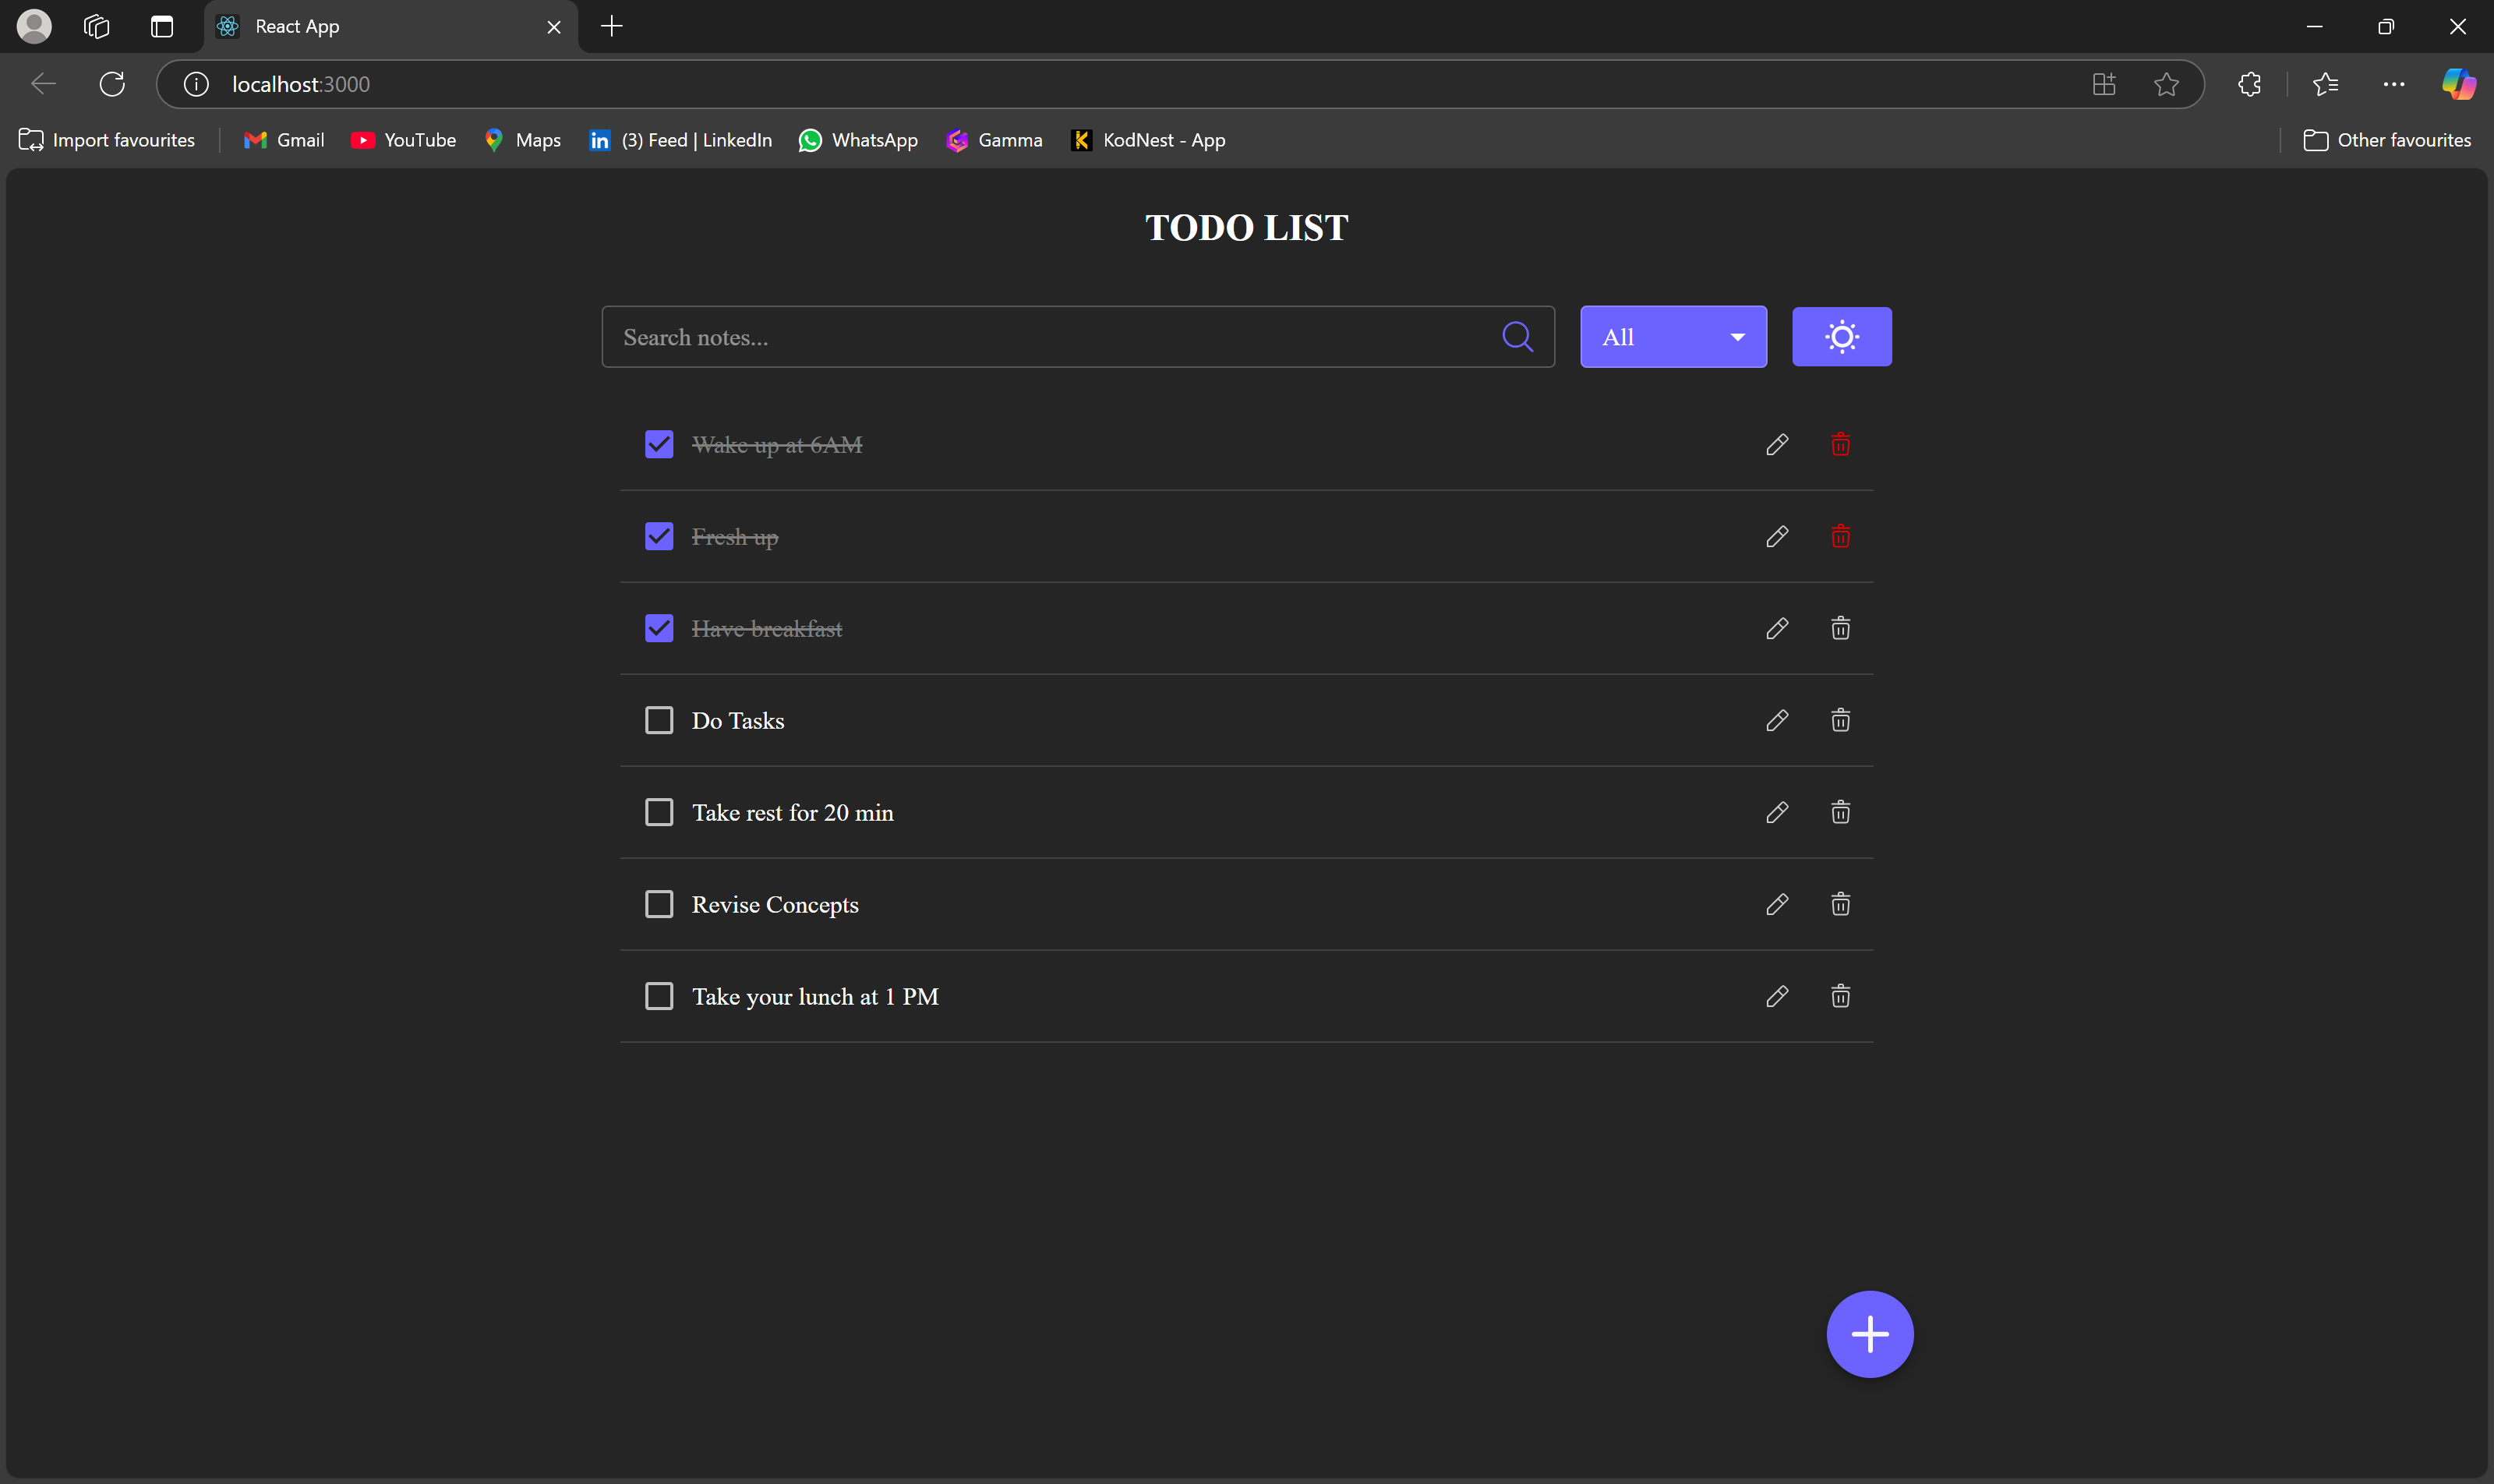 React App
localhost:3000
Import favourites Gmail YouTube Maps (3) Feed | LinkedIn WhatsApp Gamma KodNest - App Other favourites
TODO LIST
Search notes... All
Wake up at 6AM
Fresh up
Have breakfast
Do Tasks
Take rest for 20 min
Revise Concepts
Take your lunch at 1 PM